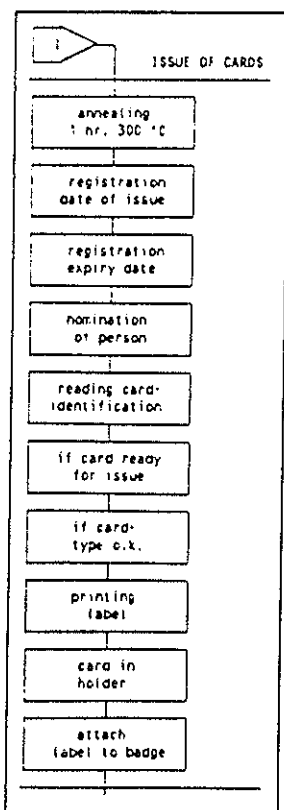 1
ISSUE OF CARDS
annealing
1 hr. 300 °C
registration
date of issue
registration
expiry date
nomination
of person
reading card-
identification
if card ready
for issue
if card-
type o.k.
printing
label
card in
holder
attach
label to badge